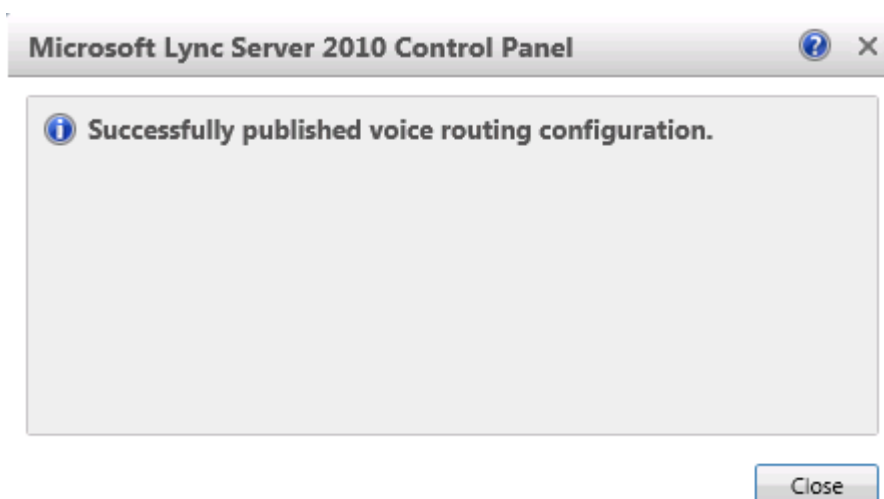 Microsoft Lync Server 2010 Control Panel
Successfully published voice routing configuration.
Close